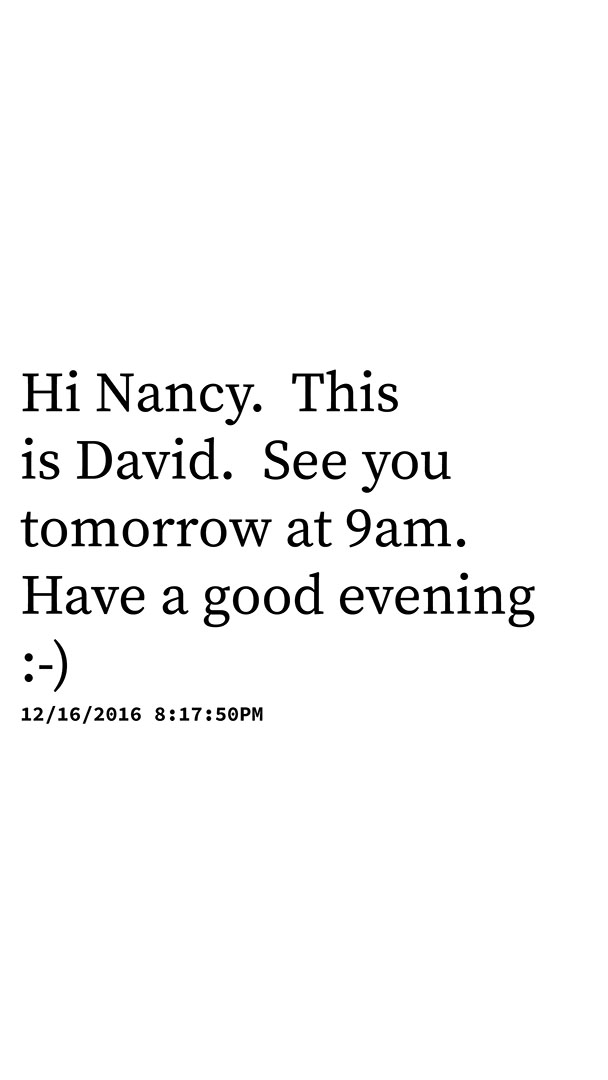 Hi Nancy.  This
is David.  See you
tomorrow at 9am.
Have a good evening
:-)
12/16/2016 8:17:50PM